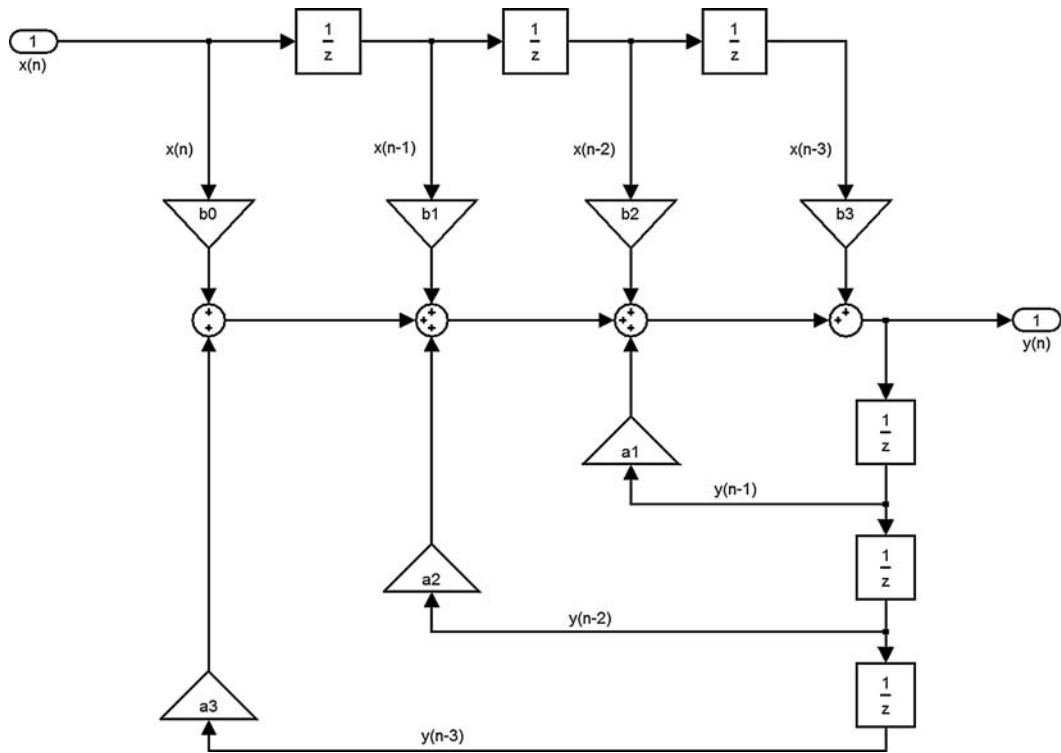 1
x(n)
1
z
1
z
1
z
x(n)
x(n-1)
x(n-2)
x(n-3)
b0
b1
b2
b3
+
+
+
+
+
+
+
+
+
+
1
y(n)
1
z
a1
y(n-1)
1
z
a2
y(n-2)
1
z
a3
y(n-3)